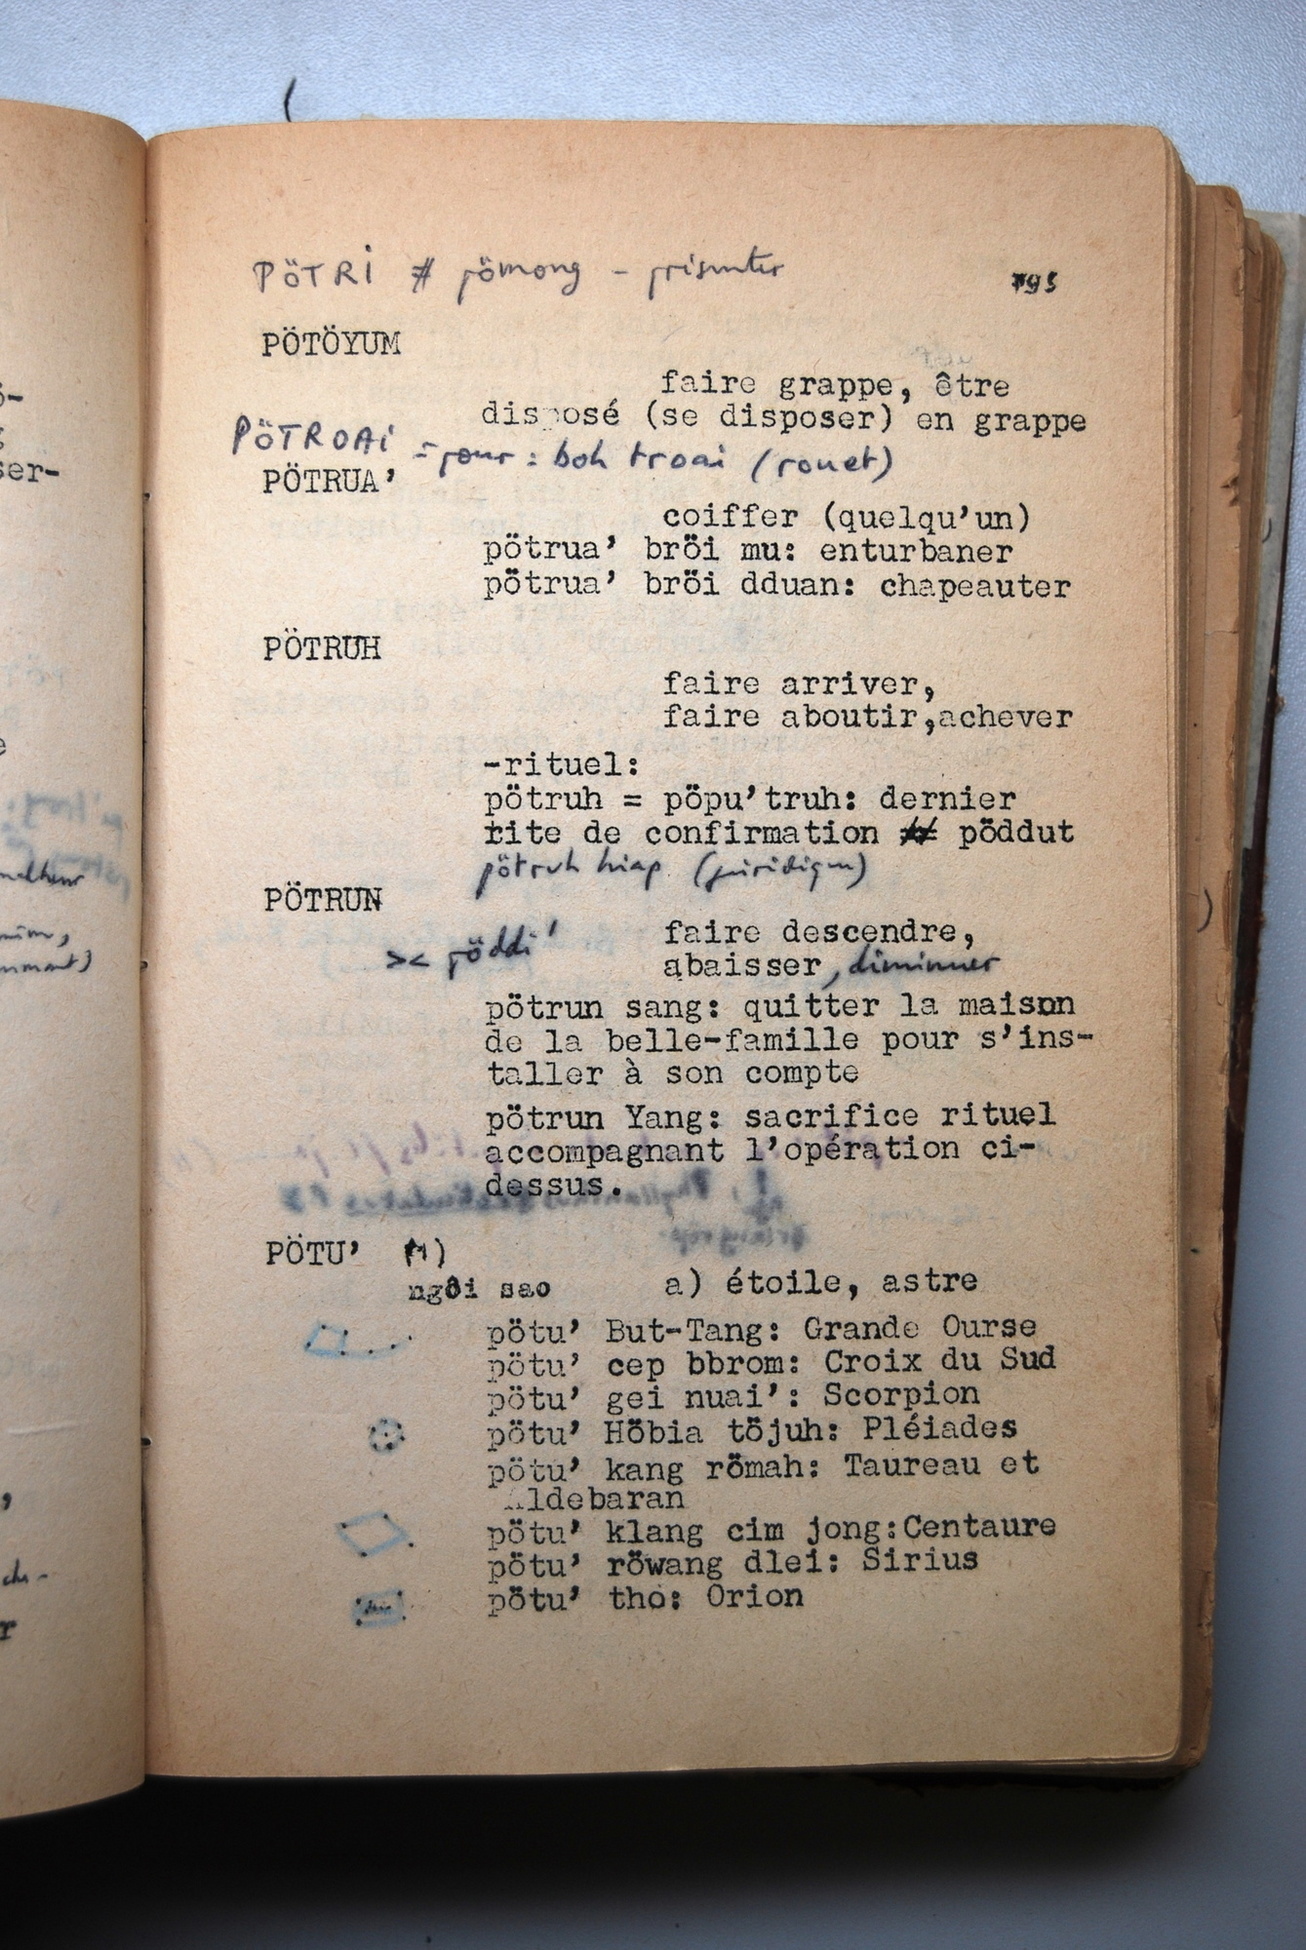 PÖTRI # pömong -
795
PÖTÖYUM
faire grappe, être
disposé (se disposer) en grappe
PÖTROAI = pour : boh troai (rouet)
PÖTRUA’
coiffer (quelqu'un)
pötrua’ bröi mu: enturbaner
pötrua’ bröi dduan: chapeauter
PÖTRUH
faire arriver,
faire aboutir,achever
-rituel:
pötruh = pöpu’truh: dernier
rite de confirmation # pöddut
pötruh hiap (juridique)
PÖTRUN
>< pöddi'
faire descendre,
abaisser, diminuer
pötrun sang: quitter la maison
de la belle-famille pour s’ins-
taller à son compte
pötrun Yang: sacrifice rituel
accompagnant l’opération ci-
dessus.
PÖTU’ 1)
ngôi sao a) étoile, astre
pötu’ But-Tang: Grande Ourse
pötu’ cep bbrom: Croix du Sud
pötu’ gei nuai’: Scorpion
pötu’ Höbia töjuh: Pléiades
pötu’ kang römah: Taureau et
Aldebaran
pötu’ klang cim jong:Centaure
pötu’ röwang dlei: Sirius
pötu’ tho: Orion
ser-
malheur